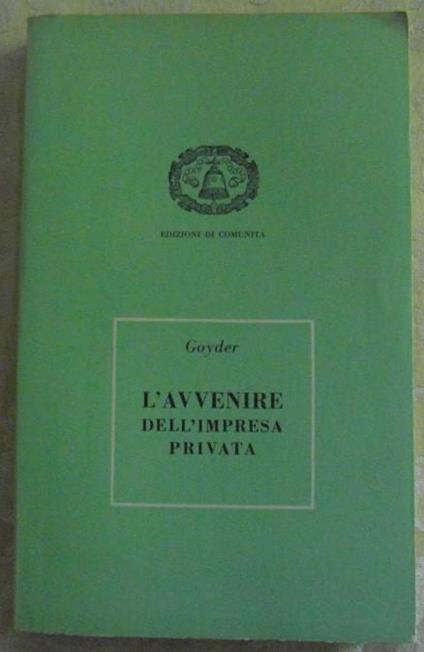 EDIZIONI DI COMUNITÀ
Goyder
L'AVVENIRE
DELL'IMPRESA
PRIVATA